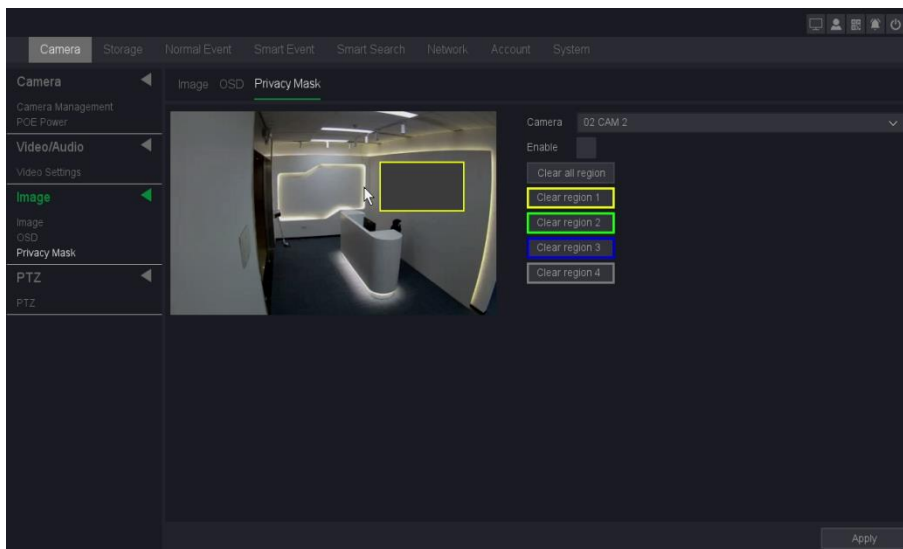 Camera Storage Normal Event Smart Event Smart Search Network Account System
Camera
Camera Management
POE Power
Video/Audio
Video Settings
Image
Image
OSD
Privacy Mask
PTZ
PTZ
Image OSD Privacy Mask
Camera 02 CAM 2
Enable
Clear all region
Clear region 1
Clear region 2
Clear region 3
Clear region 4
Apply